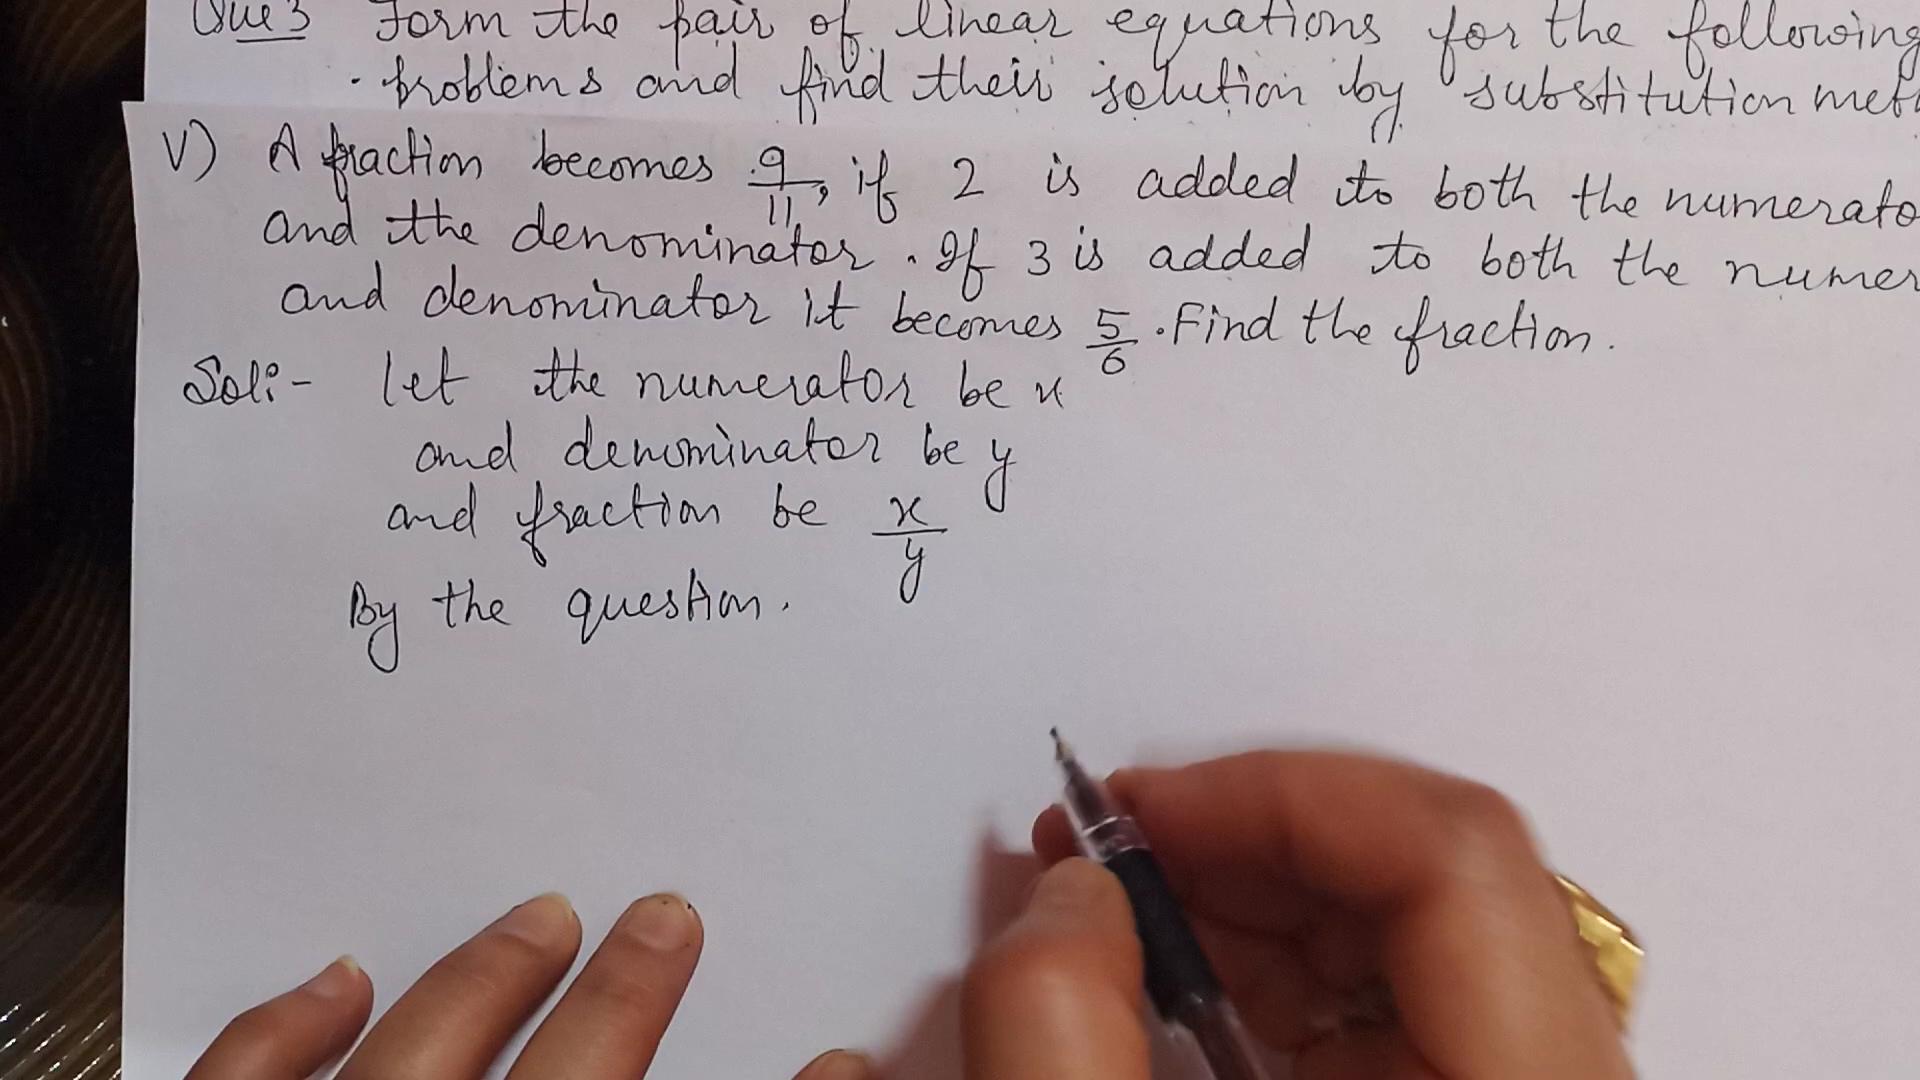 Que 3 Form the pair of linear equations for the following
problems and find their solution by substitution
V) A fraction becomes 9/11, if 2 is added to both the
and the denominator. If 3 is added to both the
and denominator it becomes 5/6. Find the fraction.
Sol:- let the numerator be x
and denominator be y
and fraction be x/y
By the question.